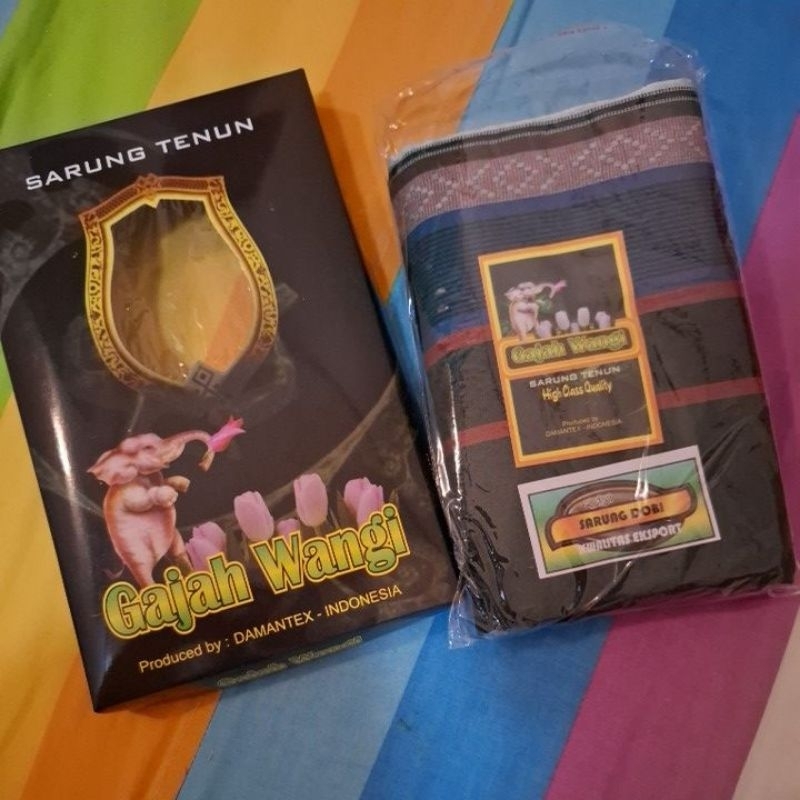 SARUNG TENUN
Gajah Wangi
Produced by : DAMANTEX - INDONESIA
Gajah Wangi
SARUNG TENUN
High Class Quality
Produced by
DAMANTEX - INDONESIA
SARUNG DOBI
KWALITAS EKSPORT